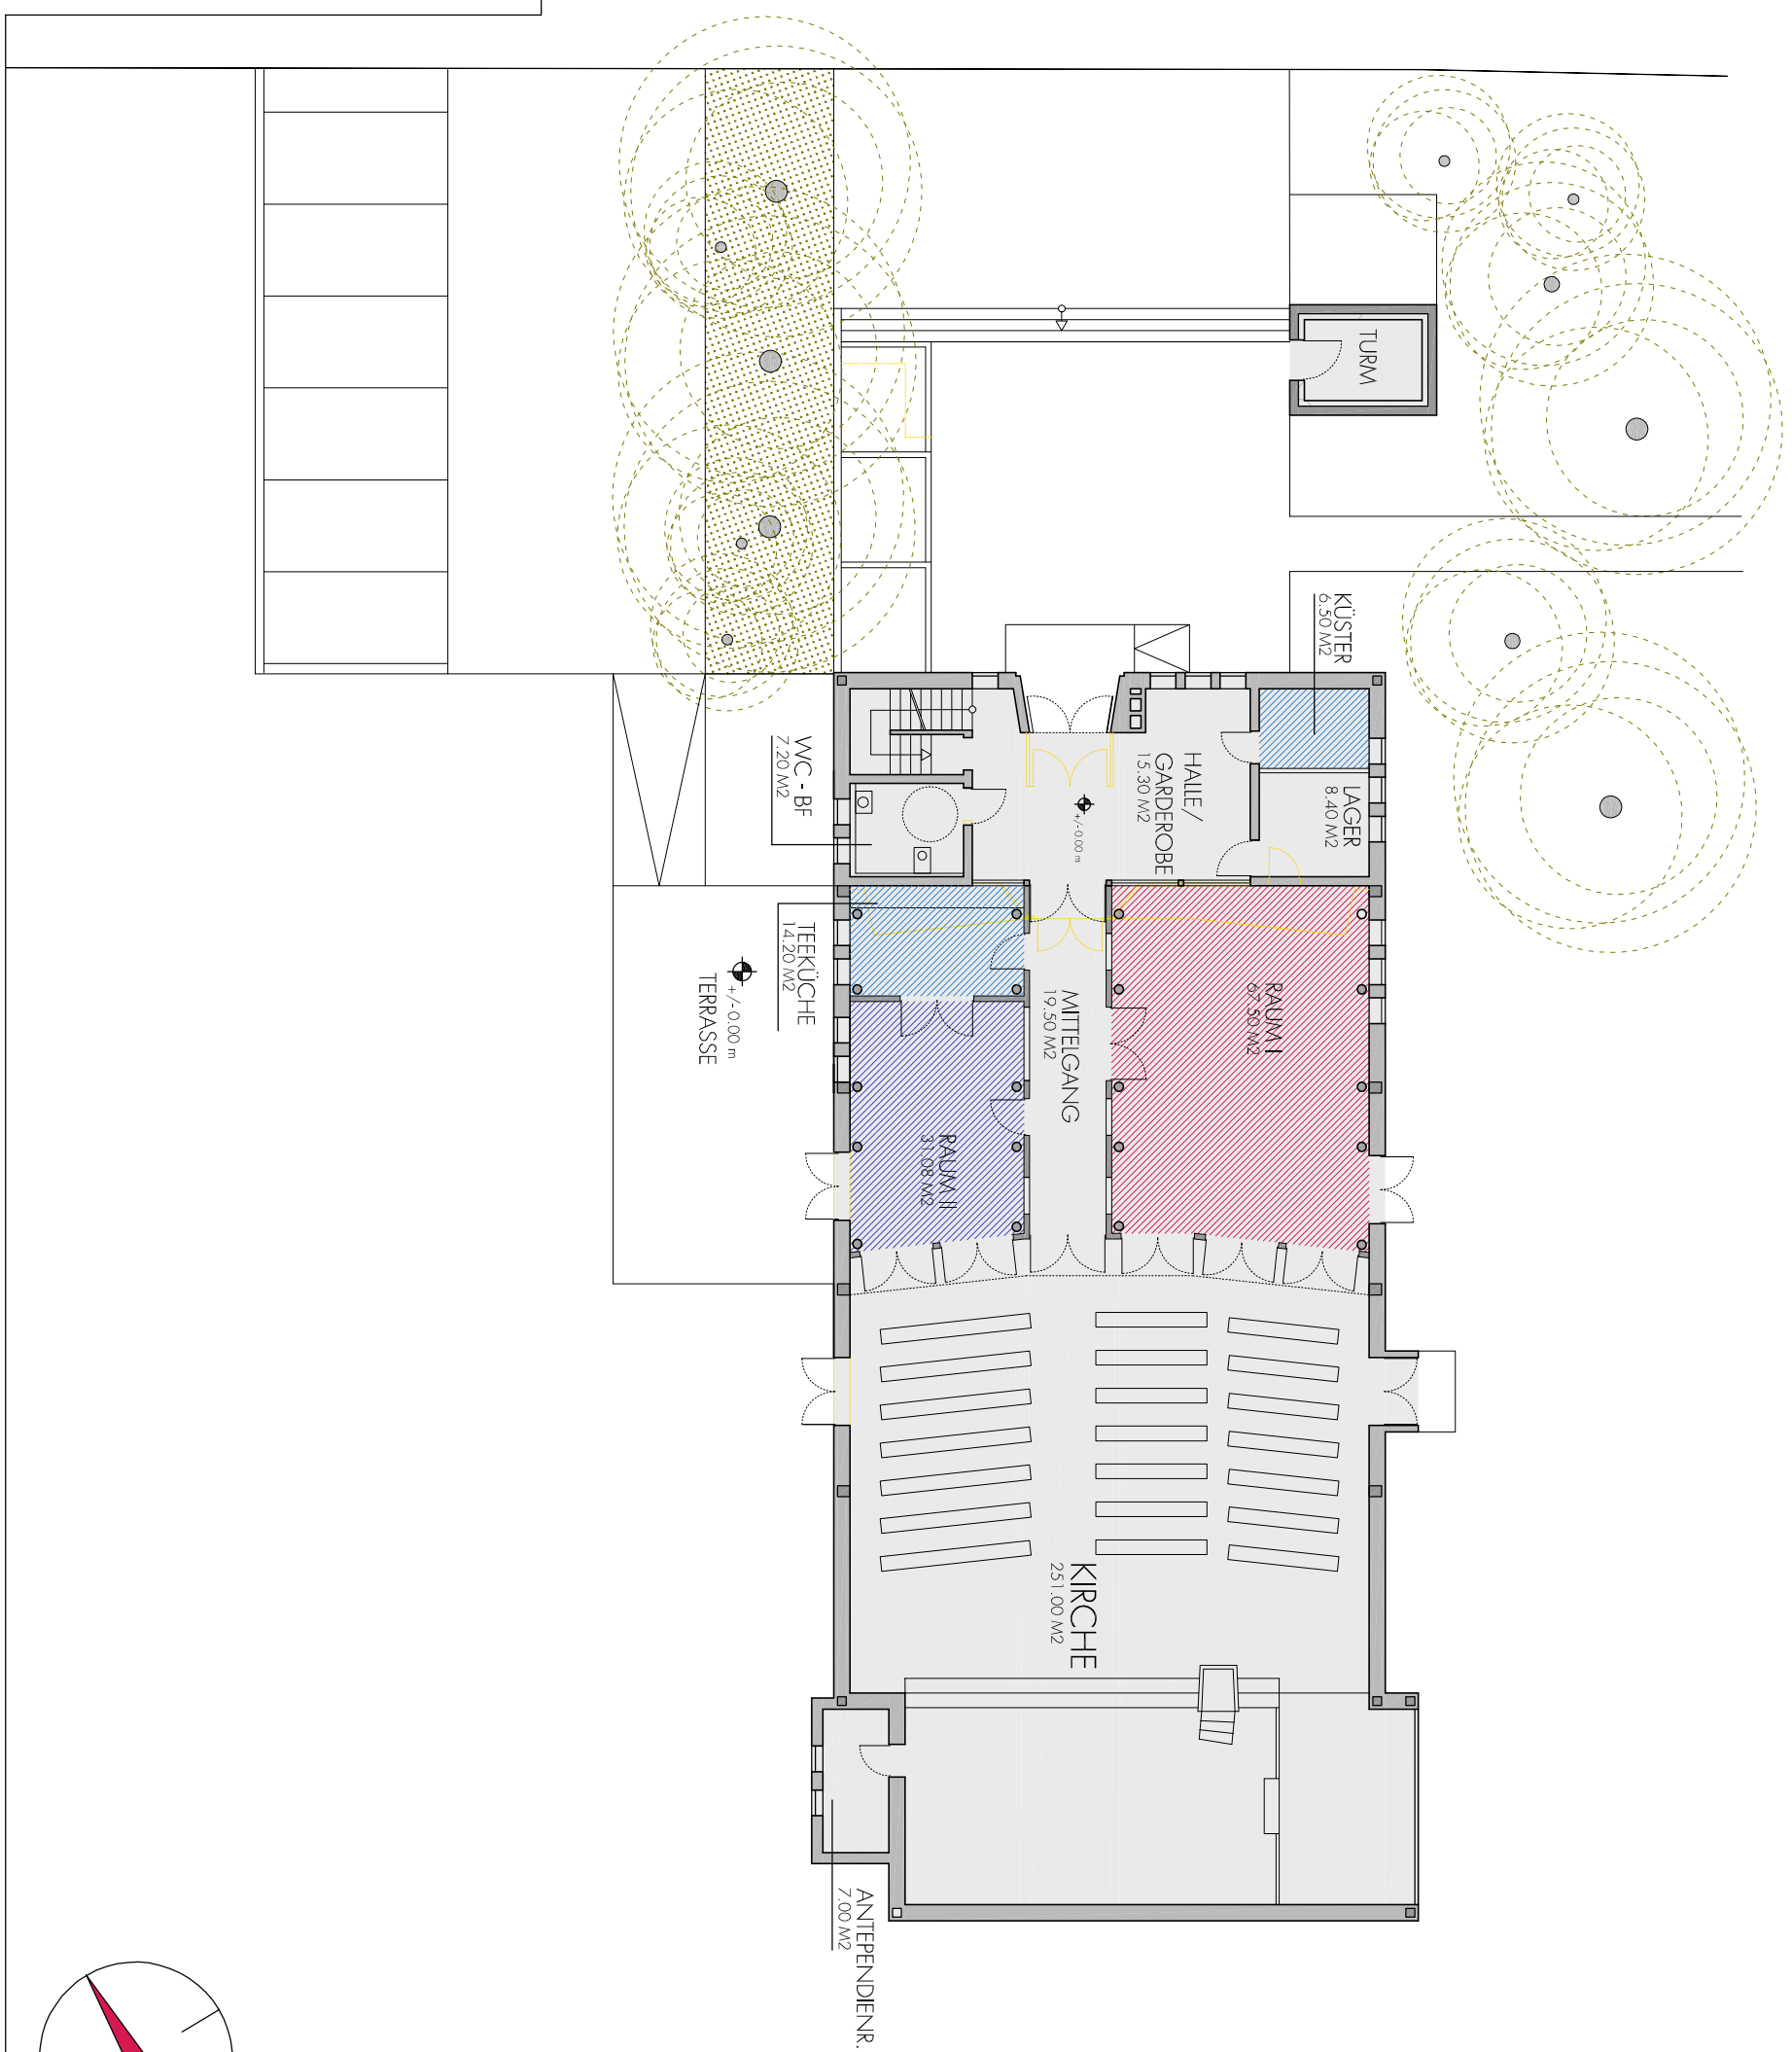 TURM
KÜSTER
6.50 M2
WC - BF
7.20 M2
HALLE/
GARDEROBE
15.30 M2
LAGER
8.40 M2
+/-0.00 m
TEEKÜCHE
14.20 M2
+/-0.00 m
TERRASSE
MITTELGANG
19.50 M2
RAUM I
67.50 M2
RAUM II
31.08 M2
KIRCHE
251.00 M2
ANTEPENDIENR.
7.00 M2